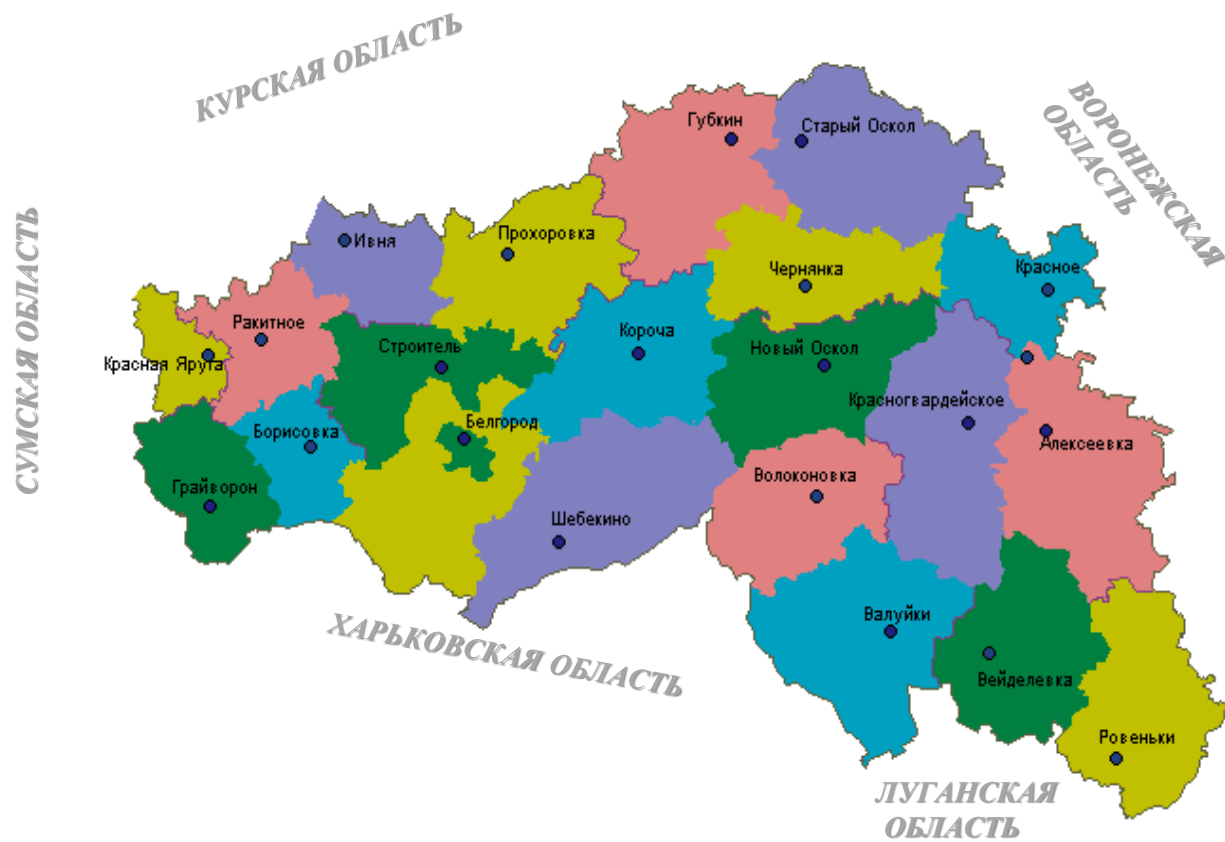 КУРСКАЯ ОБЛАСТЬ
ВОРОНЕЖСКАЯ
ОБЛАСТЬ
СУМСКАЯ ОБЛАСТЬ
Губкин
Старый Оскол
Ивня
Прохоровка
Чернянка
Красное
Ракитное
Короча
Строитель
Новый Оскол
Красная Яруга
Красногвардейское
Борисовка
Белгород
Алексеевка
Грайворон
Волоконовка
Шебекино
Валуйки
Вейделевка
Ровеньки
ХАРЬКОВСКАЯ ОБЛАСТЬ
ЛУГАНСКАЯ
ОБЛАСТЬ